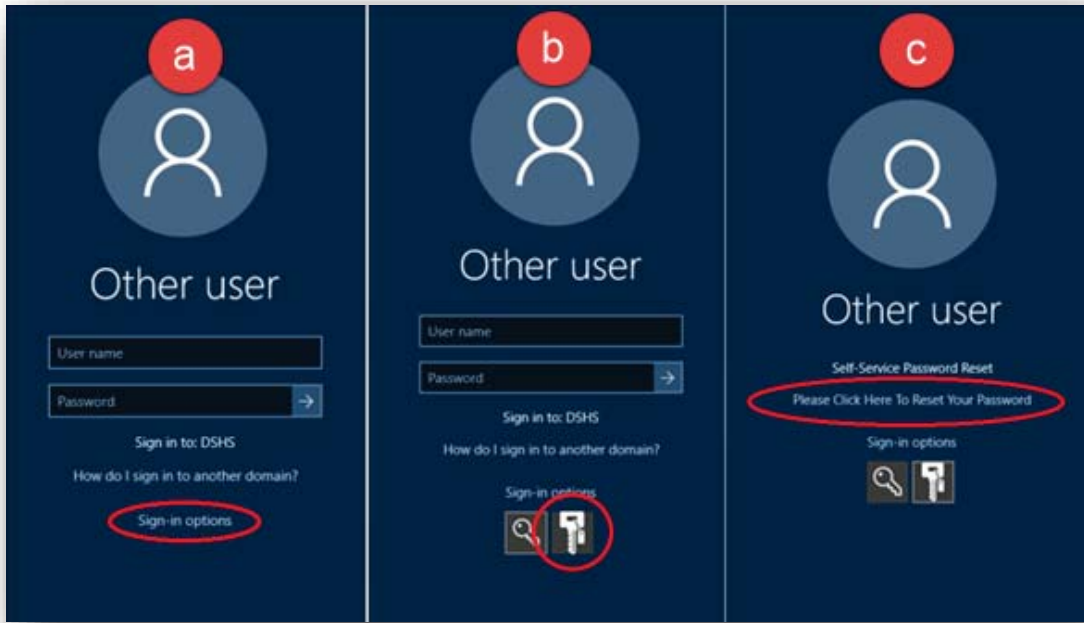 a
Other user
User name
Password
Sign in to: DSHS
How do I sign in to another domain?
Sign-in options
b
Other user
User name
Password
Sign in to: DSHS
How do I sign in to another domain?
Sign-in options
c
Other user
Self-Service Password Reset
Please Click Here To Reset Your Password
Sign-in options